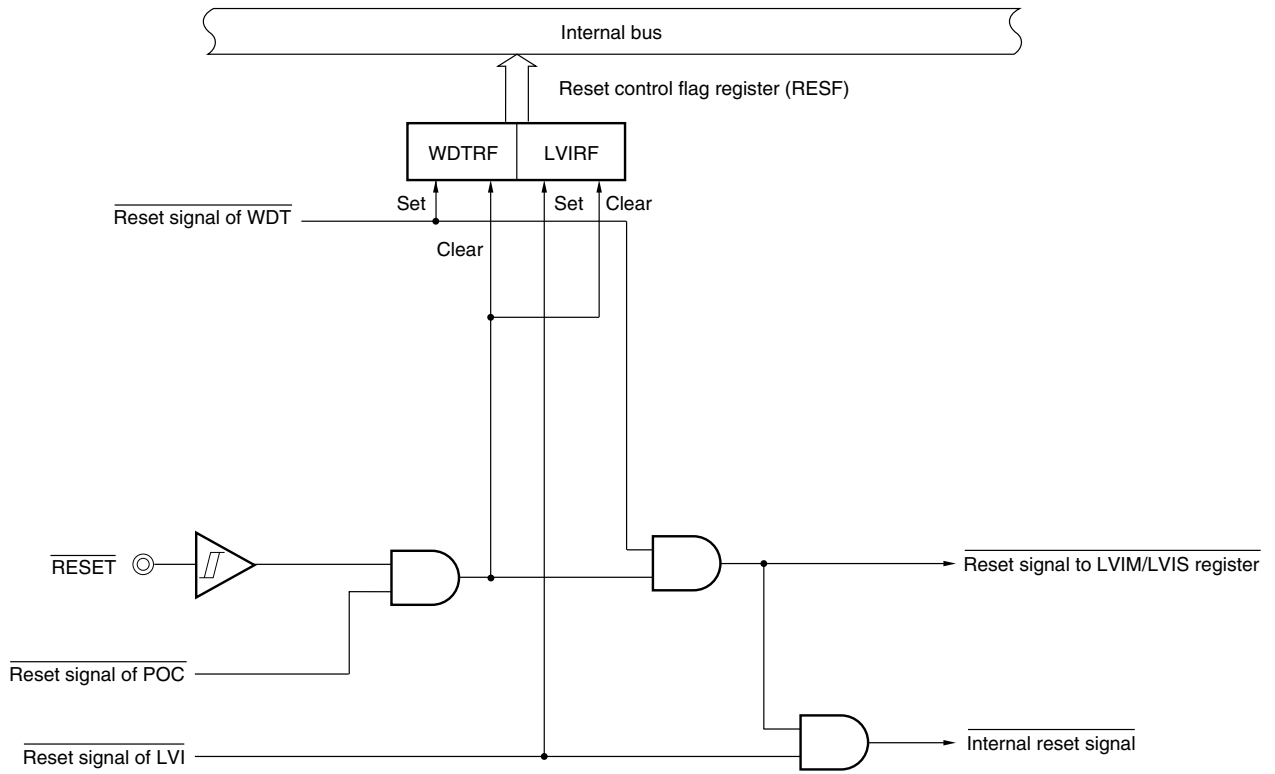 Internal bus
Reset control flag register (RESF)
WDTRF LVIRF
Set Set Clear
Reset signal of WDT
Clear
RESET
Reset signal to LVIM/LVIS register
Reset signal of POC
Internal reset signal
Reset signal of LVI